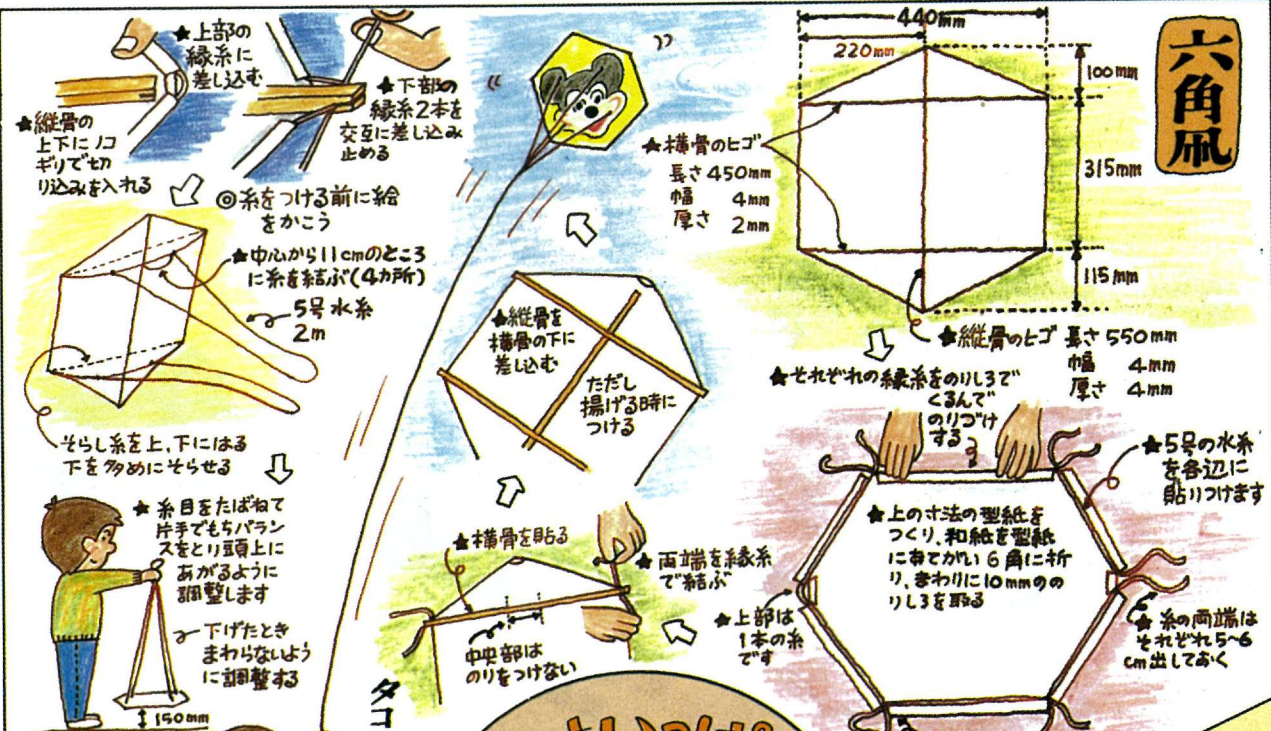 六角凧
440mm
220mm
100mm
315mm
115mm
★横骨のヒゴ
長さ 450mm
幅 4mm
厚さ 2mm
★縦骨のヒゴ 長さ 550mm
幅 4mm
厚さ 4mm
★それぞれの縁糸をのりしろで
くるんで
のりづけ
する
★5号の水糸
を各辺に
貼りつけます
★上の寸法の型紙を
つくり、和紙を型紙
にあてがい6角に折
り、まわりに10mmのの
りしろを取る
★上部は
1本の糸
です
★糸の両端は
それぞれ5~6
cm出しておく
★横骨を貼る
★両端を縁糸
で結ぶ
中央部は
のりをつけない
★縦骨を
横骨の下に
差し込む
ただし
揚げる時に
つける
★上部の
縁糸に
差し込む
★下部の
縁糸2本を
交互に差し込み
止める
★縦骨の
上下にノコ
ギリで切
り込みを入れる
◎糸をつける前に絵
をかこう
★中心から11cmのところ
に糸を結ぶ(4カ所)
5号水糸
2m
そらし糸を上、下にはる
下を多めにそらせる
★糸目をたばねて
片手でもちバラン
スをとり頭上に
あがるように
調整します
下げたとき
まわらないよう
に調整する
150mm
タコ